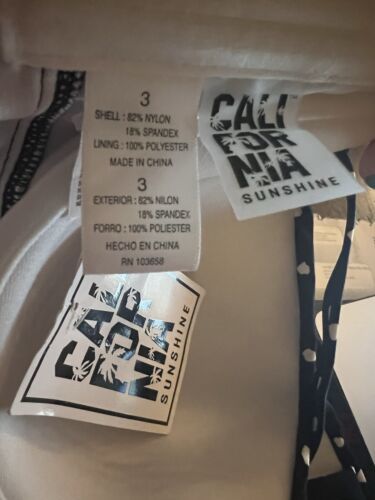 3
SHELL : 82% NYLON
18% SPANDEX
LINING : 100% POLYESTER
MADE IN CHINA
3
EXTERIOR : 82% NILON
18% SPANDEX
FORRO : 100% POLIESTER
HECHO EN CHINA
RN 103658
CALI
FOR
NIA
SUNSHINE
CALI
FOR
NIA
SUNSHINE